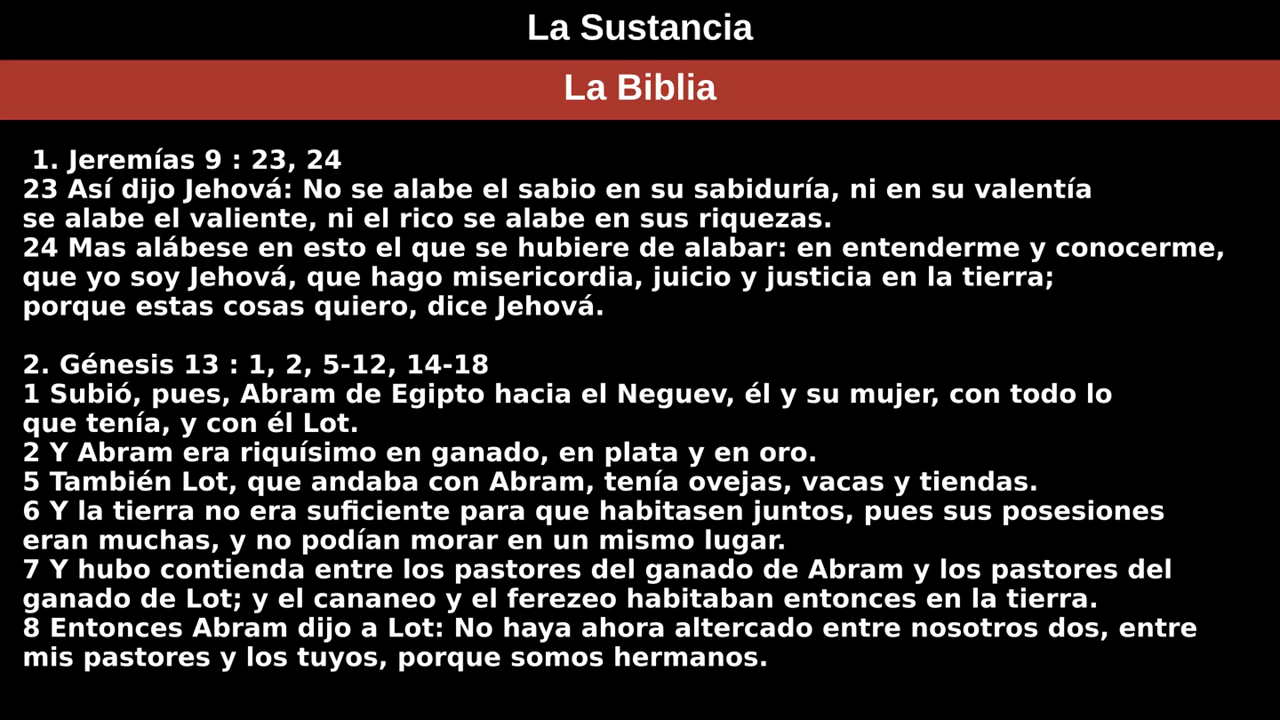 La Sustancia
La Biblia
1. Jeremías 9 : 23, 24
23 Así dijo Jehová: No se alabe el sabio en su sabiduría, ni en su valentía
se alabe el valiente, ni el rico se alabe en sus riquezas.
24 Mas alábese en esto el que se hubiere de alabar: en entenderme y conocerme,
que yo soy Jehová, que hago misericordia, juicio y justicia en la tierra;
porque estas cosas quiero, dice Jehová.
2. Génesis 13 : 1, 2, 5-12, 14-18
1 Subió, pues, Abram de Egipto hacia el Neguev, él y su mujer, con todo lo
que tenía, y con él Lot.
2 Y Abram era riquísimo en ganado, en plata y en oro.
5 También Lot, que andaba con Abram, tenía ovejas, vacas y tiendas.
6 Y la tierra no era suficiente para que habitasen juntos, pues sus posesiones
eran muchas, y no podían morar en un mismo lugar.
7 Y hubo contienda entre los pastores del ganado de Abram y los pastores del
ganado de Lot; y el cananeo y el ferezeo habitaban entonces en la tierra.
8 Entonces Abram dijo a Lot: No haya ahora altercado entre nosotros dos, entre
mis pastores y los tuyos, porque somos hermanos.